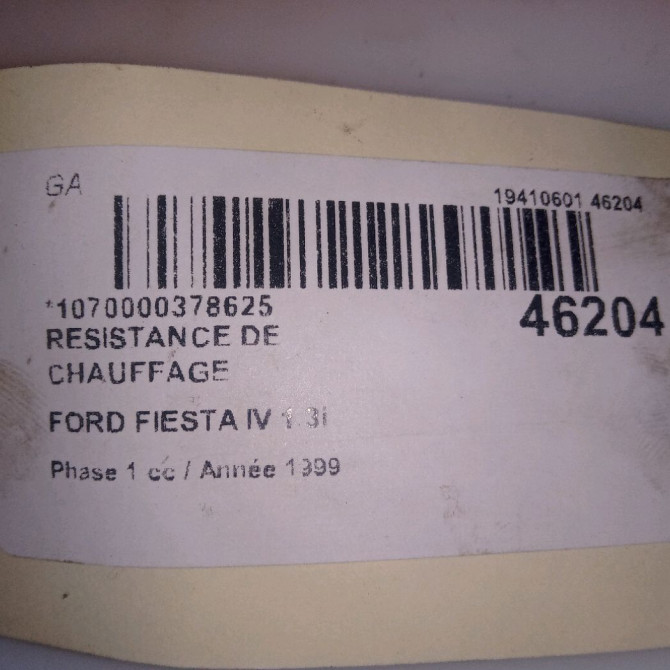 GA
19410601 46204
*1070000378625
46204
RESISTANCE DE
CHAUFFAGE
FORD FIESTA IV 1.3i
Phase 1 cc / Année 1999